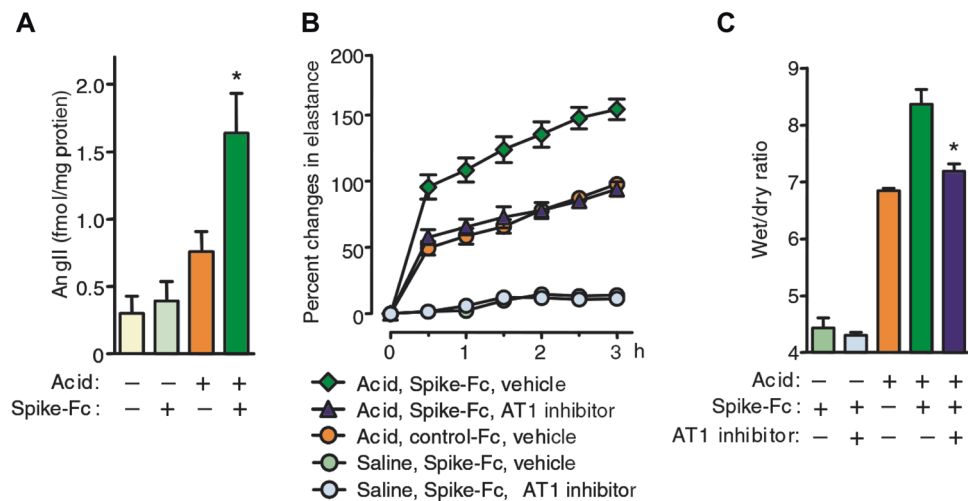 A
B
C
An gII (fmol/mg protien)
2.0
1.5
1.0
0.5
0
*
Acid: − − + +
Spike-Fc: − + − +
Percent changes in elastance
200
150
100
50
0
0 1 2 3 h
Acid, Spike-Fc, vehicle
Acid, Spike-Fc, AT1 inhibitor
Acid, control-Fc, vehicle
Saline, Spike-Fc, vehicle
Saline, Spike-Fc, AT1 inhibitor
Wet/dry ratio
9
8
7
6
5
4
*
Acid: − − + + +
Spike-Fc: + + − + +
AT1 inhibitor: − + − − +